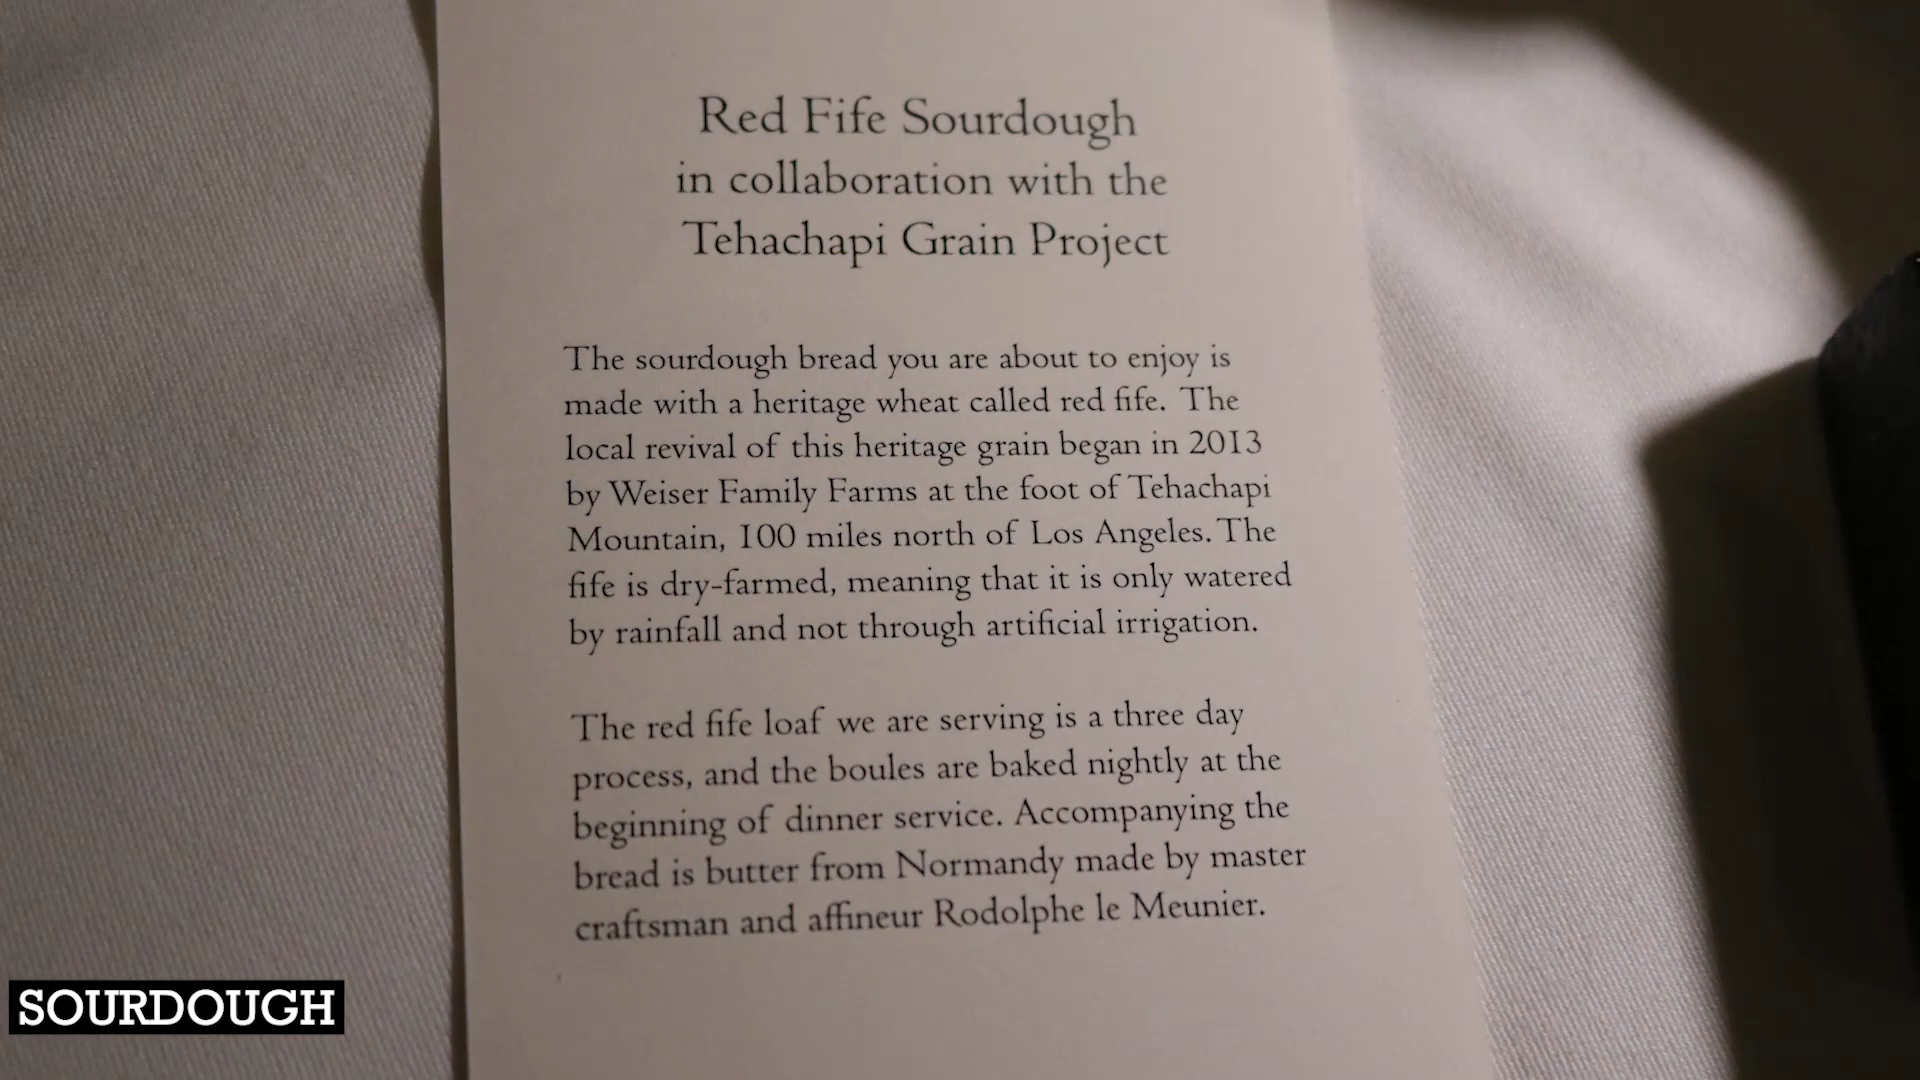 Red Fife Sourdough
in collaboration with the
Tehachapi Grain Project
The sourdough bread you are about to enjoy is
made with a heritage wheat called red fife. The
local revival of this heritage grain began in 2013
by Weiser Family Farms at the foot of Tehachapi
Mountain, 100 miles north of Los Angeles. The
fife is dry-farmed, meaning that it is only watered
by rainfall and not through artificial irrigation.
The red fife loaf we are serving is a three day
process, and the boules are baked nightly at the
beginning of dinner service. Accompanying the
bread is butter from Normandy made by master
craftsman and affineur Rodolphe le Meunier.
SOURDOUGH